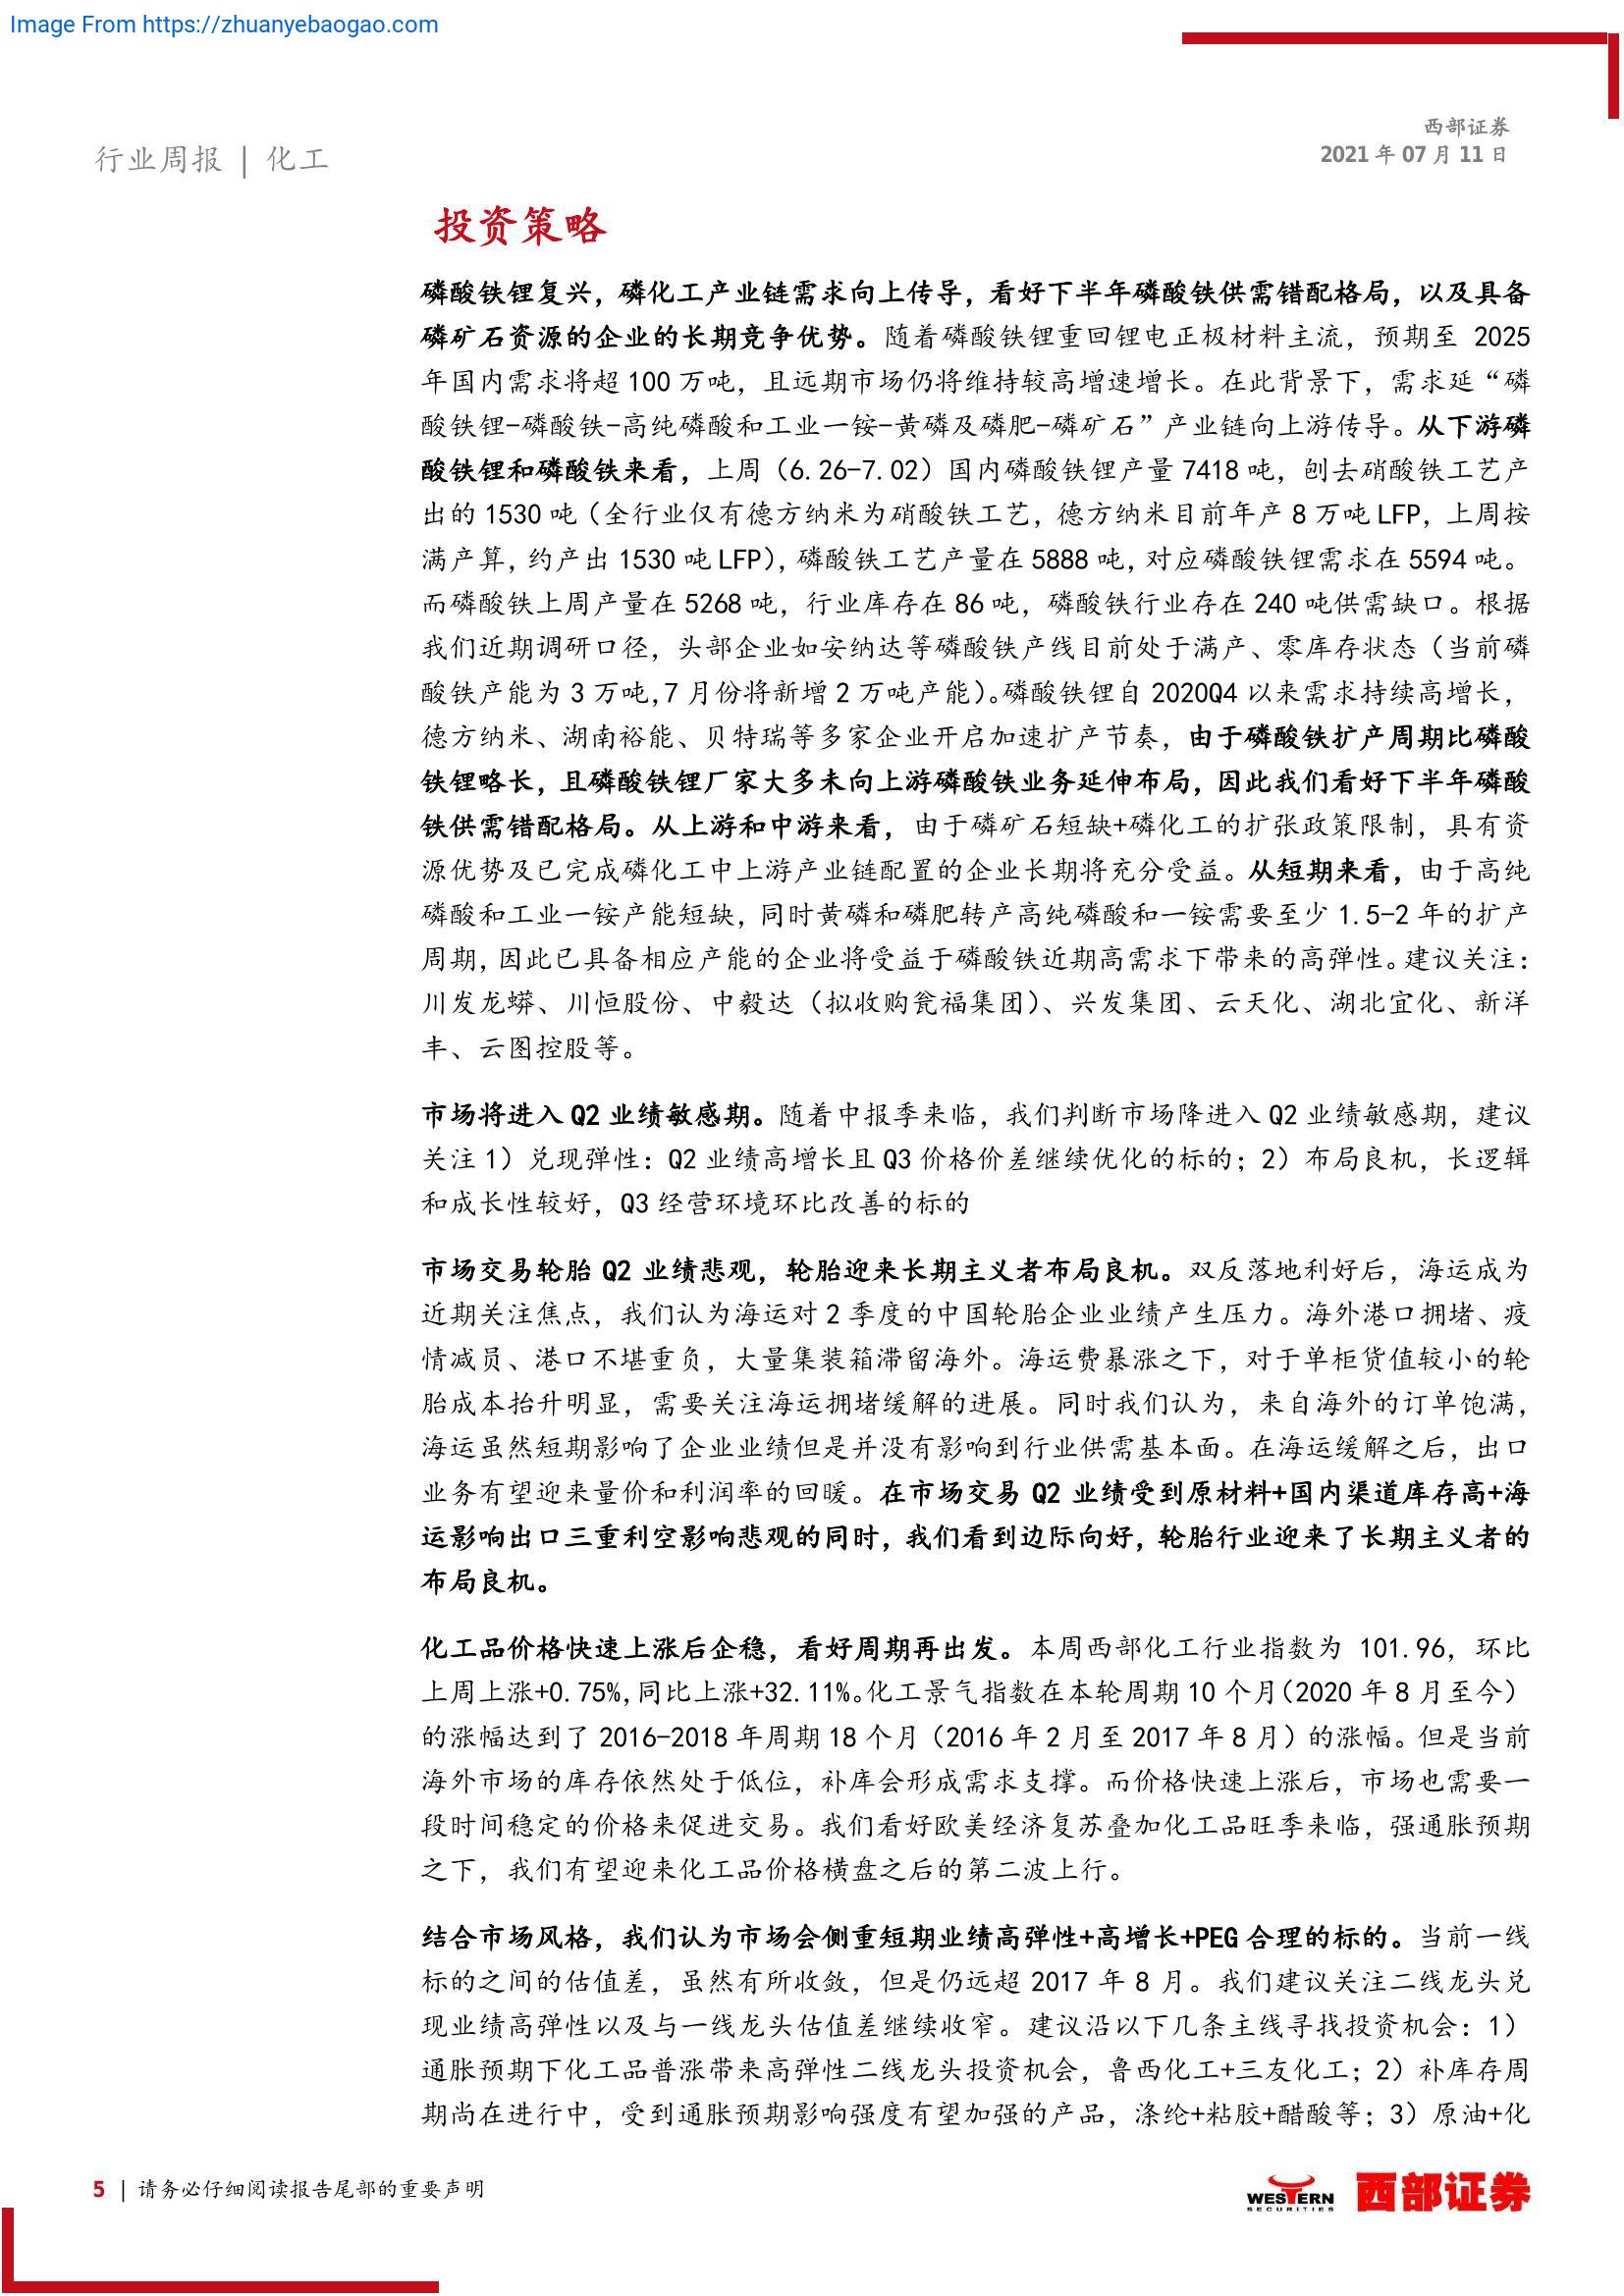 Image From https://zhuanyebaogao.com
西部证券
2021 年 07 月 11 日
行业周报 | 化工
投资策略
磷酸铁锂复兴，磷化工产业链需求向上传导，看好下半年磷酸铁供需错配格局，以及具备
磷矿石资源的企业的长期竞争优势。随着磷酸铁锂重回锂电正极材料主流，预期至 2025
年国内需求将超 100 万吨，且远期市场仍将维持较高增速增长。在此背景下，需求延“磷
酸铁锂-磷酸铁-高纯磷酸和工业一铵-黄磷及磷肥-磷矿石”产业链向上游传导。从下游磷
酸铁锂和磷酸铁来看，上周（6.26-7.02）国内磷酸铁锂产量 7418 吨，刨去硝酸铁工艺产
出的 1530 吨（全行业仅有德方纳米为硝酸铁工艺，德方纳米目前年产 8 万吨 LFP，上周按
满产算，约产出 1530 吨 LFP），磷酸铁工艺产量在 5888 吨，对应磷酸铁锂需求在 5594 吨。
而磷酸铁上周产量在 5268 吨，行业库存在 86 吨，磷酸铁行业存在 240 吨供需缺口。根据
我们近期调研口径，头部企业如安纳达等磷酸铁产线目前处于满产、零库存状态（当前磷
酸铁产能为 3 万吨,7 月份将新增 2 万吨产能）。磷酸铁锂自 2020Q4 以来需求持续高增长，
德方纳米、湖南裕能、贝特瑞等多家企业开启加速扩产节奏，由于磷酸铁扩产周期比磷酸
铁锂略长，且磷酸铁锂厂家大多未向上游磷酸铁业务延伸布局，因此我们看好下半年磷酸
铁供需错配格局。从上游和中游来看，由于磷矿石短缺+磷化工的扩张政策限制，具有资
源优势及已完成磷化工中上游产业链配置的企业长期将充分受益。从短期来看，由于高纯
磷酸和工业一铵产能短缺，同时黄磷和磷肥转产高纯磷酸和一铵需要至少 1.5-2 年的扩产
周期，因此已具备相应产能的企业将受益于磷酸铁近期高需求下带来的高弹性。建议关注：
川发龙蟒、川恒股份、中毅达（拟收购瓮福集团）、兴发集团、云天化、湖北宜化、新洋
丰、云图控股等。
市场将进入 Q2 业绩敏感期。随着中报季来临，我们判断市场降进入 Q2 业绩敏感期，建议
关注 1）兑现弹性：Q2 业绩高增长且 Q3 价格价差继续优化的标的；2）布局良机，长逻辑
和成长性较好，Q3 经营环境环比改善的标的
市场交易轮胎 Q2 业绩悲观，轮胎迎来长期主义者布局良机。双反落地利好后，海运成为
近期关注焦点，我们认为海运对 2 季度的中国轮胎企业业绩产生压力。海外港口拥堵、疫
情减员、港口不堪重负，大量集装箱滞留海外。海运费暴涨之下，对于单柜货值较小的轮
胎成本抬升明显，需要关注海运拥堵缓解的进展。同时我们认为，来自海外的订单饱满，
海运虽然短期影响了企业业绩但是并没有影响到行业供需基本面。在海运缓解之后，出口
业务有望迎来量价和利润率的回暖。在市场交易 Q2 业绩受到原材料+国内渠道库存高+海
运影响出口三重利空影响悲观的同时，我们看到边际向好，轮胎行业迎来了长期主义者的
布局良机。
化工品价格快速上涨后企稳，看好周期再出发。本周西部化工行业指数为 101.96，环比
上周上涨+0.75%,同比上涨+32.11%。化工景气指数在本轮周期 10 个月（2020 年 8 月至今）
的涨幅达到了 2016-2018 年周期 18 个月（2016 年 2 月至 2017 年 8 月）的涨幅。但是当前
海外市场的库存依然处于低位，补库会形成需求支撑。而价格快速上涨后，市场也需要一
段时间稳定的价格来促进交易。我们看好欧美经济复苏叠加化工品旺季来临，强通胀预期
之下，我们有望迎来化工品价格横盘之后的第二波上行。
结合市场风格，我们认为市场会侧重短期业绩高弹性+高增长+PEG 合理的标的。当前一线
标的之间的估值差，虽然有所收敛，但是仍远超 2017 年 8 月。我们建议关注二线龙头兑
现业绩高弹性以及与一线龙头估值差继续收窄。建议沿以下几条主线寻找投资机会：1）
通胀预期下化工品普涨带来高弹性二线龙头投资机会，鲁西化工+三友化工；2）补库存周
期尚在进行中，受到通胀预期影响强度有望加强的产品，涤纶+粘胶+醋酸等；3）原油+化
5 | 请务必仔细阅读报告尾部的重要声明
WESTERN
SECURITIES
西部证券